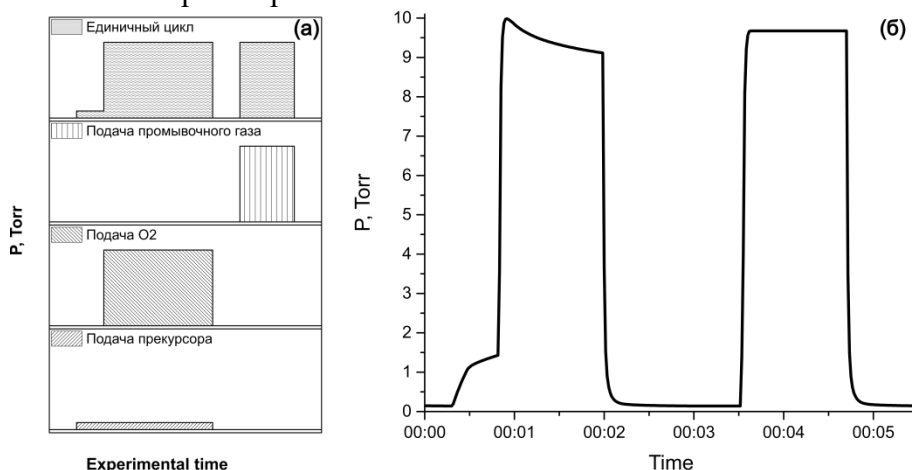 (а)
Единичный цикл
Подача промывочного газа
Подача О2
Подача прекурсора
P, Torr
Experimental time
(б)
10
9
8
7
6
5
4
3
2
1
0
P, Torr
00:00 00:01 00:02 00:03 00:04 00:05
Time